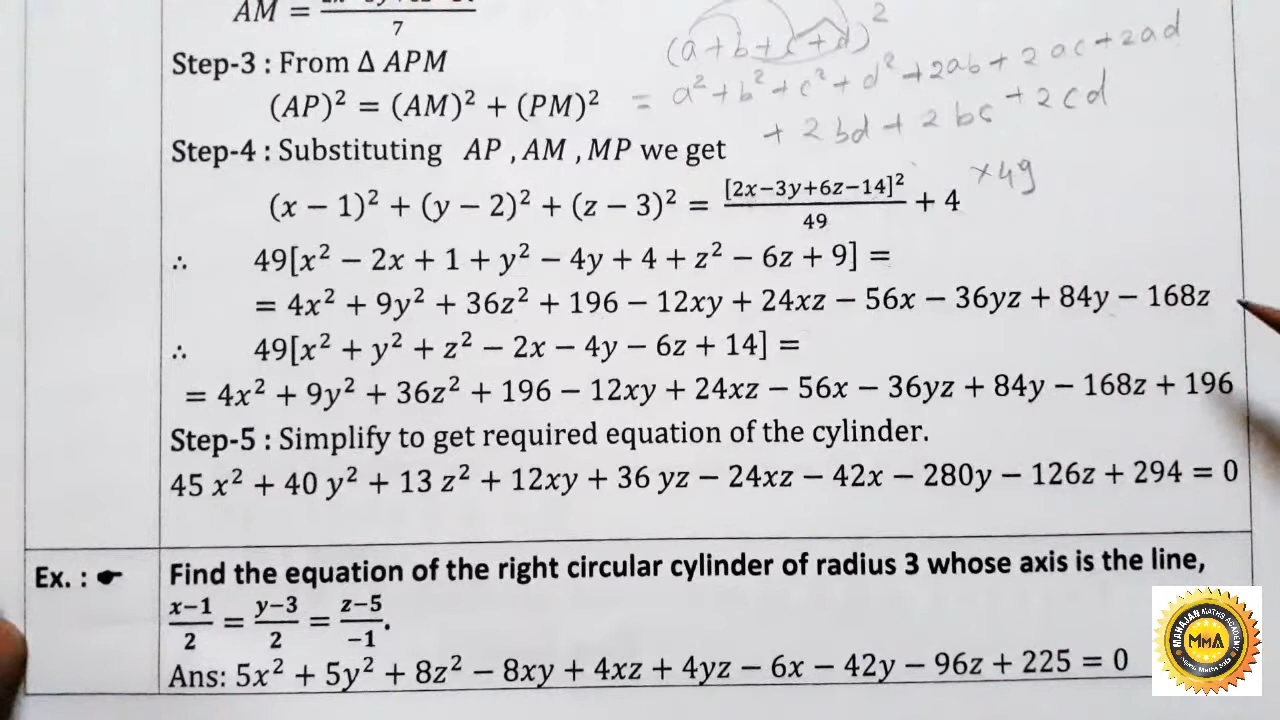 AM = /7
Step-3 : From Δ APM
(AP)² = (AM)² + (PM)²
(a+b+c+d)²
= a²+b²+c²+d²+2ab+2ac+2ad
+ 2bd + 2bc + 2cd
Step-4 : Substituting AP , AM , MP we get
(x − 1)² + (y − 2)² + (z − 3)² = [2x−3y+6z−14]²/49 + 4 ×49
∴ 49[x² − 2x + 1 + y² − 4y + 4 + z² − 6z + 9] =
= 4x² + 9y² + 36z² + 196 − 12xy + 24xz − 56x − 36yz + 84y − 168z
∴ 49[x² + y² + z² − 2x − 4y − 6z + 14] =
= 4x² + 9y² + 36z² + 196 − 12xy + 24xz − 56x − 36yz + 84y − 168z + 196
Step-5 : Simplify to get required equation of the cylinder.
45 x² + 40 y² + 13 z² + 12xy + 36 yz − 24xz − 42x − 280y − 126z + 294 = 0
Ex. : ☛ Find the equation of the right circular cylinder of radius 3 whose axis is the line,
x−1/2 = y−3/2 = z−5/−1.
Ans: 5x² + 5y² + 8z² − 8xy + 4xz + 4yz − 6x − 42y − 96z + 225 = 0
MAHAJAN MATHS ACADEMY
MMA